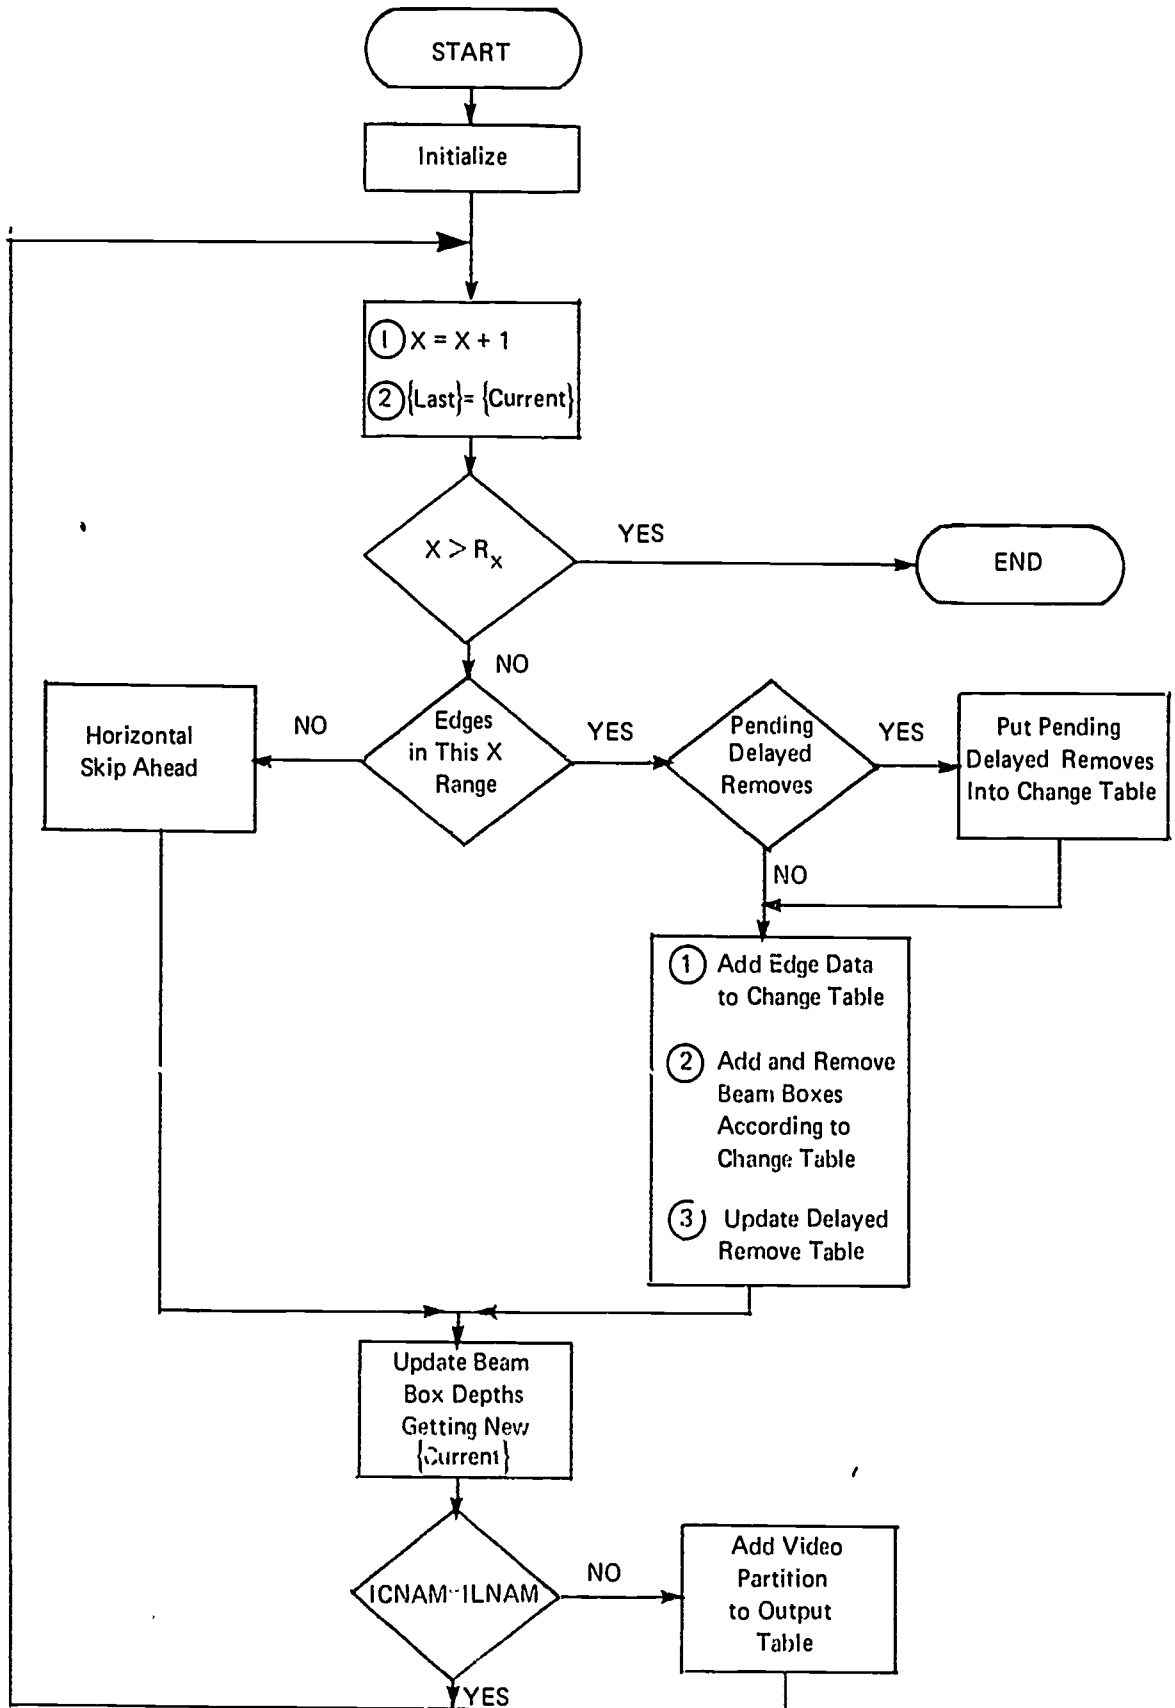 START
Initialize
1 X = X + 1
2 {Last}= {Current}
X > Rx
YES
END
NO
Edges
in This X
Range
NO
Horizontal
Skip Ahead
YES
Pending
Delayed
Removes
YES
Put Pending
Delayed Removes
Into Change Table
NO
1 Add Edge Data
to Change Table
2 Add and Remove
Beam Boxes
According to
Change Table
3 Update Delayed
Remove Table
Update Beam
Box Depths
Getting New
{Current}
ICNAM--ILNAM
NO
Add Video
Partition
to Output
Table
YES